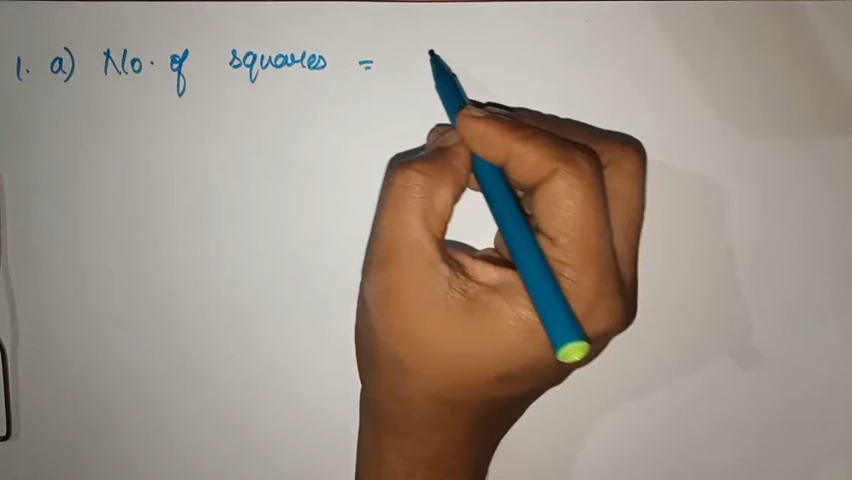 1. a) No. of squares =